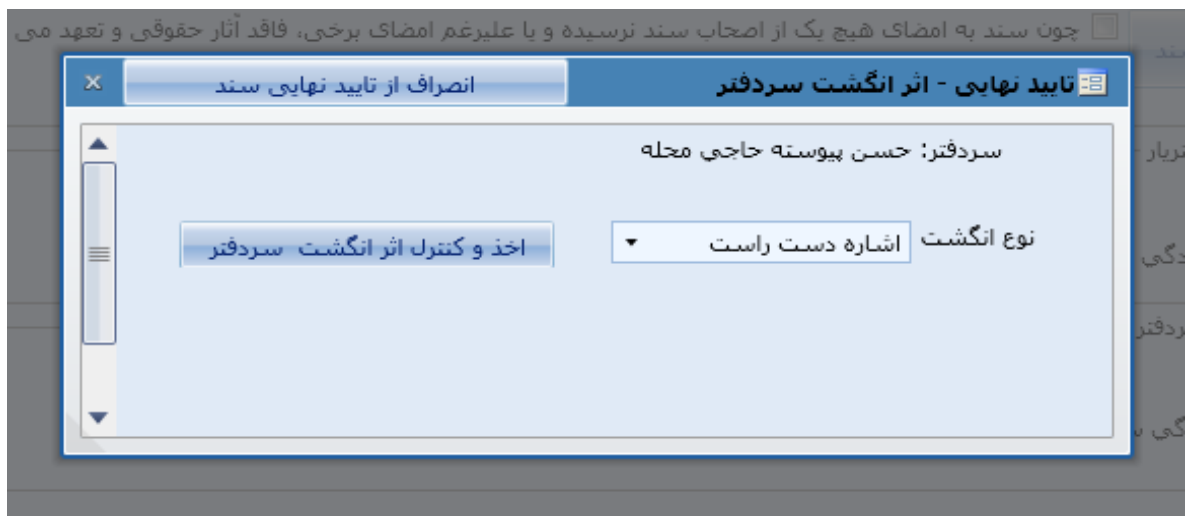 چون سند به امضای هیچ یک از اصحاب سند نرسیده و یا علیرغم امضای برخی، فاقد آثار حقوقی و تعهد می
تایید نهایی - اثر انگشت سردفتر
انصراف از تایید نهایی سند
سردفتر: حسن پیوسته حاجی محله
نوع انگشت
اشاره دست راست
اخذ و کنترل اثر انگشت سردفتر